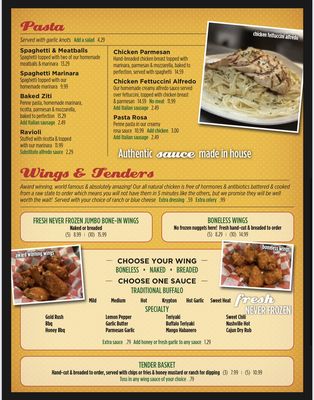 Pasta
Served with garlic knots Add a salad 4.29
Spaghetti & Meatballs
Spaghetti topped with two of our homemade
meatballs & marinara 13.29
Spaghetti Marinara
Spaghetti topped with our
homemade marinara 9.99
Add Italian sausage 2.49
Baked Ziti
Penne pasta, homemade marinara,
ricotta, parmesan & mozzarella,
baked to perfection 15.29
Add Italian sausage 2.49
Ravioli
Stuffed with ricotta & topped
with our marinara 11.99
Substitute alfredo sauce 2.29
Chicken Parmesan
Hand-breaded chicken breast topped with
marinara, parmesan & mozzarella, baked to
perfection, served with spaghetti 14.99
Chicken Fettuccini Alfredo
Our homemade creamy alfredo sauce served
over fettuccini, topped with chicken breast
& parmesan 14.99 No meat 11.99
Add Italian sausage 2.49
Pasta Rosa
Penne pasta in our creamy
rosa sauce 10.99 Add chicken 3.00
Add Italian sausage 2.49
chicken fettuccini alfredo
Authentic sauce made in house
Wings & Tenders
Award winning, world famous & absolutely amazing! Our all natural chicken is free of hormones & antibiotics battered & cooked
from a raw state to order which means you will not have them in 5 minutes like the others, but we promise they will be well
worth the wait! Served with your choice of ranch or blue cheese Extra dressing .59 Extra celery .99
FRESH NEVER FROZEN JUMBO BONE-IN WINGS
Naked or breaded
(5) 8.99 | (10) 15.99
BONELESS WINGS
No frozen nuggets here! Fresh hand-cut & breaded to order
(5) 8.29 | (10) 14.99
award winning wings
boneless wings
CHOOSE YOUR WING
BONELESS • NAKED • BREADED
CHOOSE ONE SAUCE
TRADITIONAL BUFFALO
Mild Medium Hot Krypton Hot Garlic Sweet Heat
SPECIALTY
Gold Rush Lemon Pepper Teriyaki Sweet Chili
Bbq Garlic Butter Buffalo Teriyaki Nashville Hot
Honey Bbq Parmesan Garlic Mango Habanero Cajun Dry Rub
Extra sauce .79 Add honey or fresh garlic to any sauce 1.29
fresh
NEVER FROZEN
TENDER BASKET
Hand-cut & breaded to order, served with chips or fries & honey mustard or ranch for dipping (3) 7.99 | (5) 10.99
Toss in any wing sauce of your choice .79